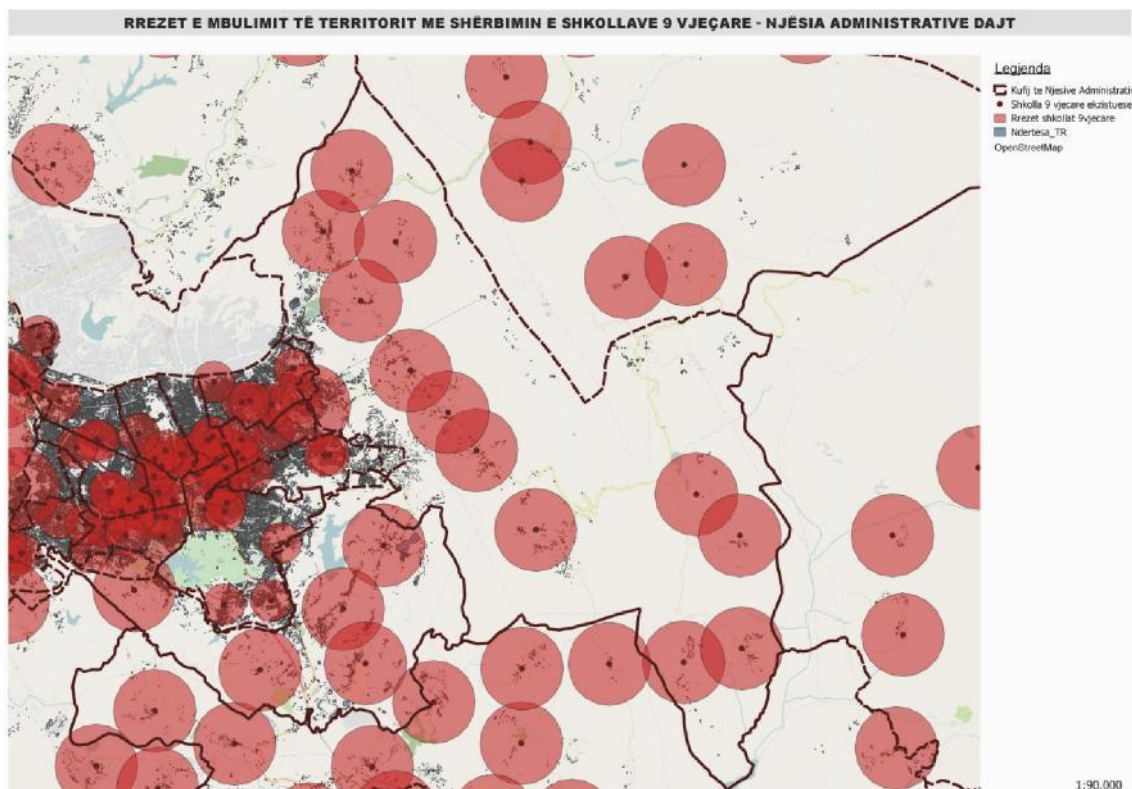 RREZET E MBULIMIT TË TERRITORIT ME SHËRBIMIN E SHKOLLAVE 9 VJEÇARE - NJËSIA ADMINISTRATIVE DAJT
Legjenda
Kufij te Njesive Administrativ
Shkolla 9 vjecare ekzistuese
Rrezet shkollat 9vjecare
Ndertesa_TR
OpenStreetMap
1:90.000